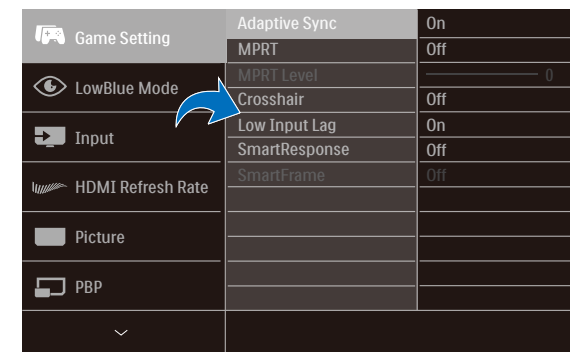 Game Setting
LowBlue Mode
Input
HDMI Refresh Rate
Picture
PBP
Adaptive Sync On
MPRT Off
MPRT Level 0
Crosshair Off
Low Input Lag On
SmartResponse Off
SmartFrame Off